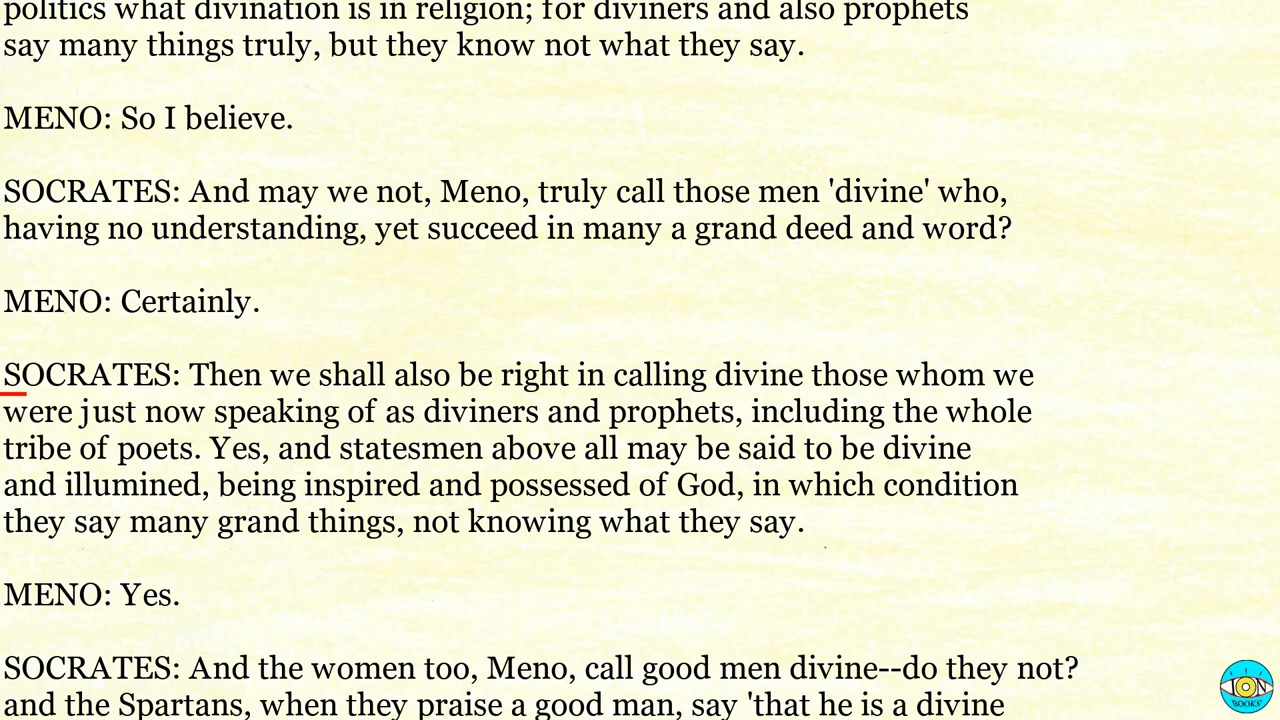 politics what divination is in religion; for diviners and also prophets
say many things truly, but they know not what they say.
MENO: So I believe.
SOCRATES: And may we not, Meno, truly call those men 'divine' who,
having no understanding, yet succeed in many a grand deed and word?
MENO: Certainly.
SOCRATES: Then we shall also be right in calling divine those whom we
were just now speaking of as diviners and prophets, including the whole
tribe of poets. Yes, and statesmen above all may be said to be divine
and illumined, being inspired and possessed of God, in which condition
they say many grand things, not knowing what they say.
MENO: Yes.
SOCRATES: And the women too, Meno, call good men divine--do they not?
and the Spartans, when they praise a good man, say 'that he is a divine
ION
BOOKS